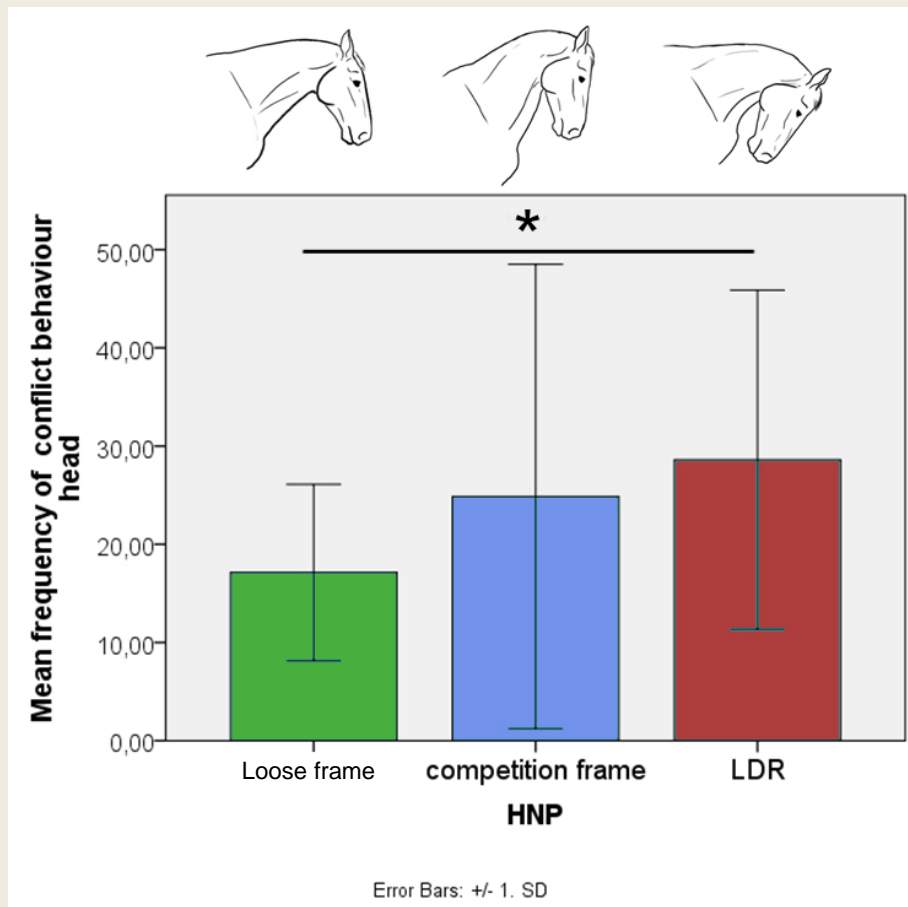 *
Mean frequency of conflict behaviour
head
50,00
40,00
30,00
20,00
10,00
0,00
Loose frame
competition frame
LDR
HNP
Error Bars: +/- 1. SD